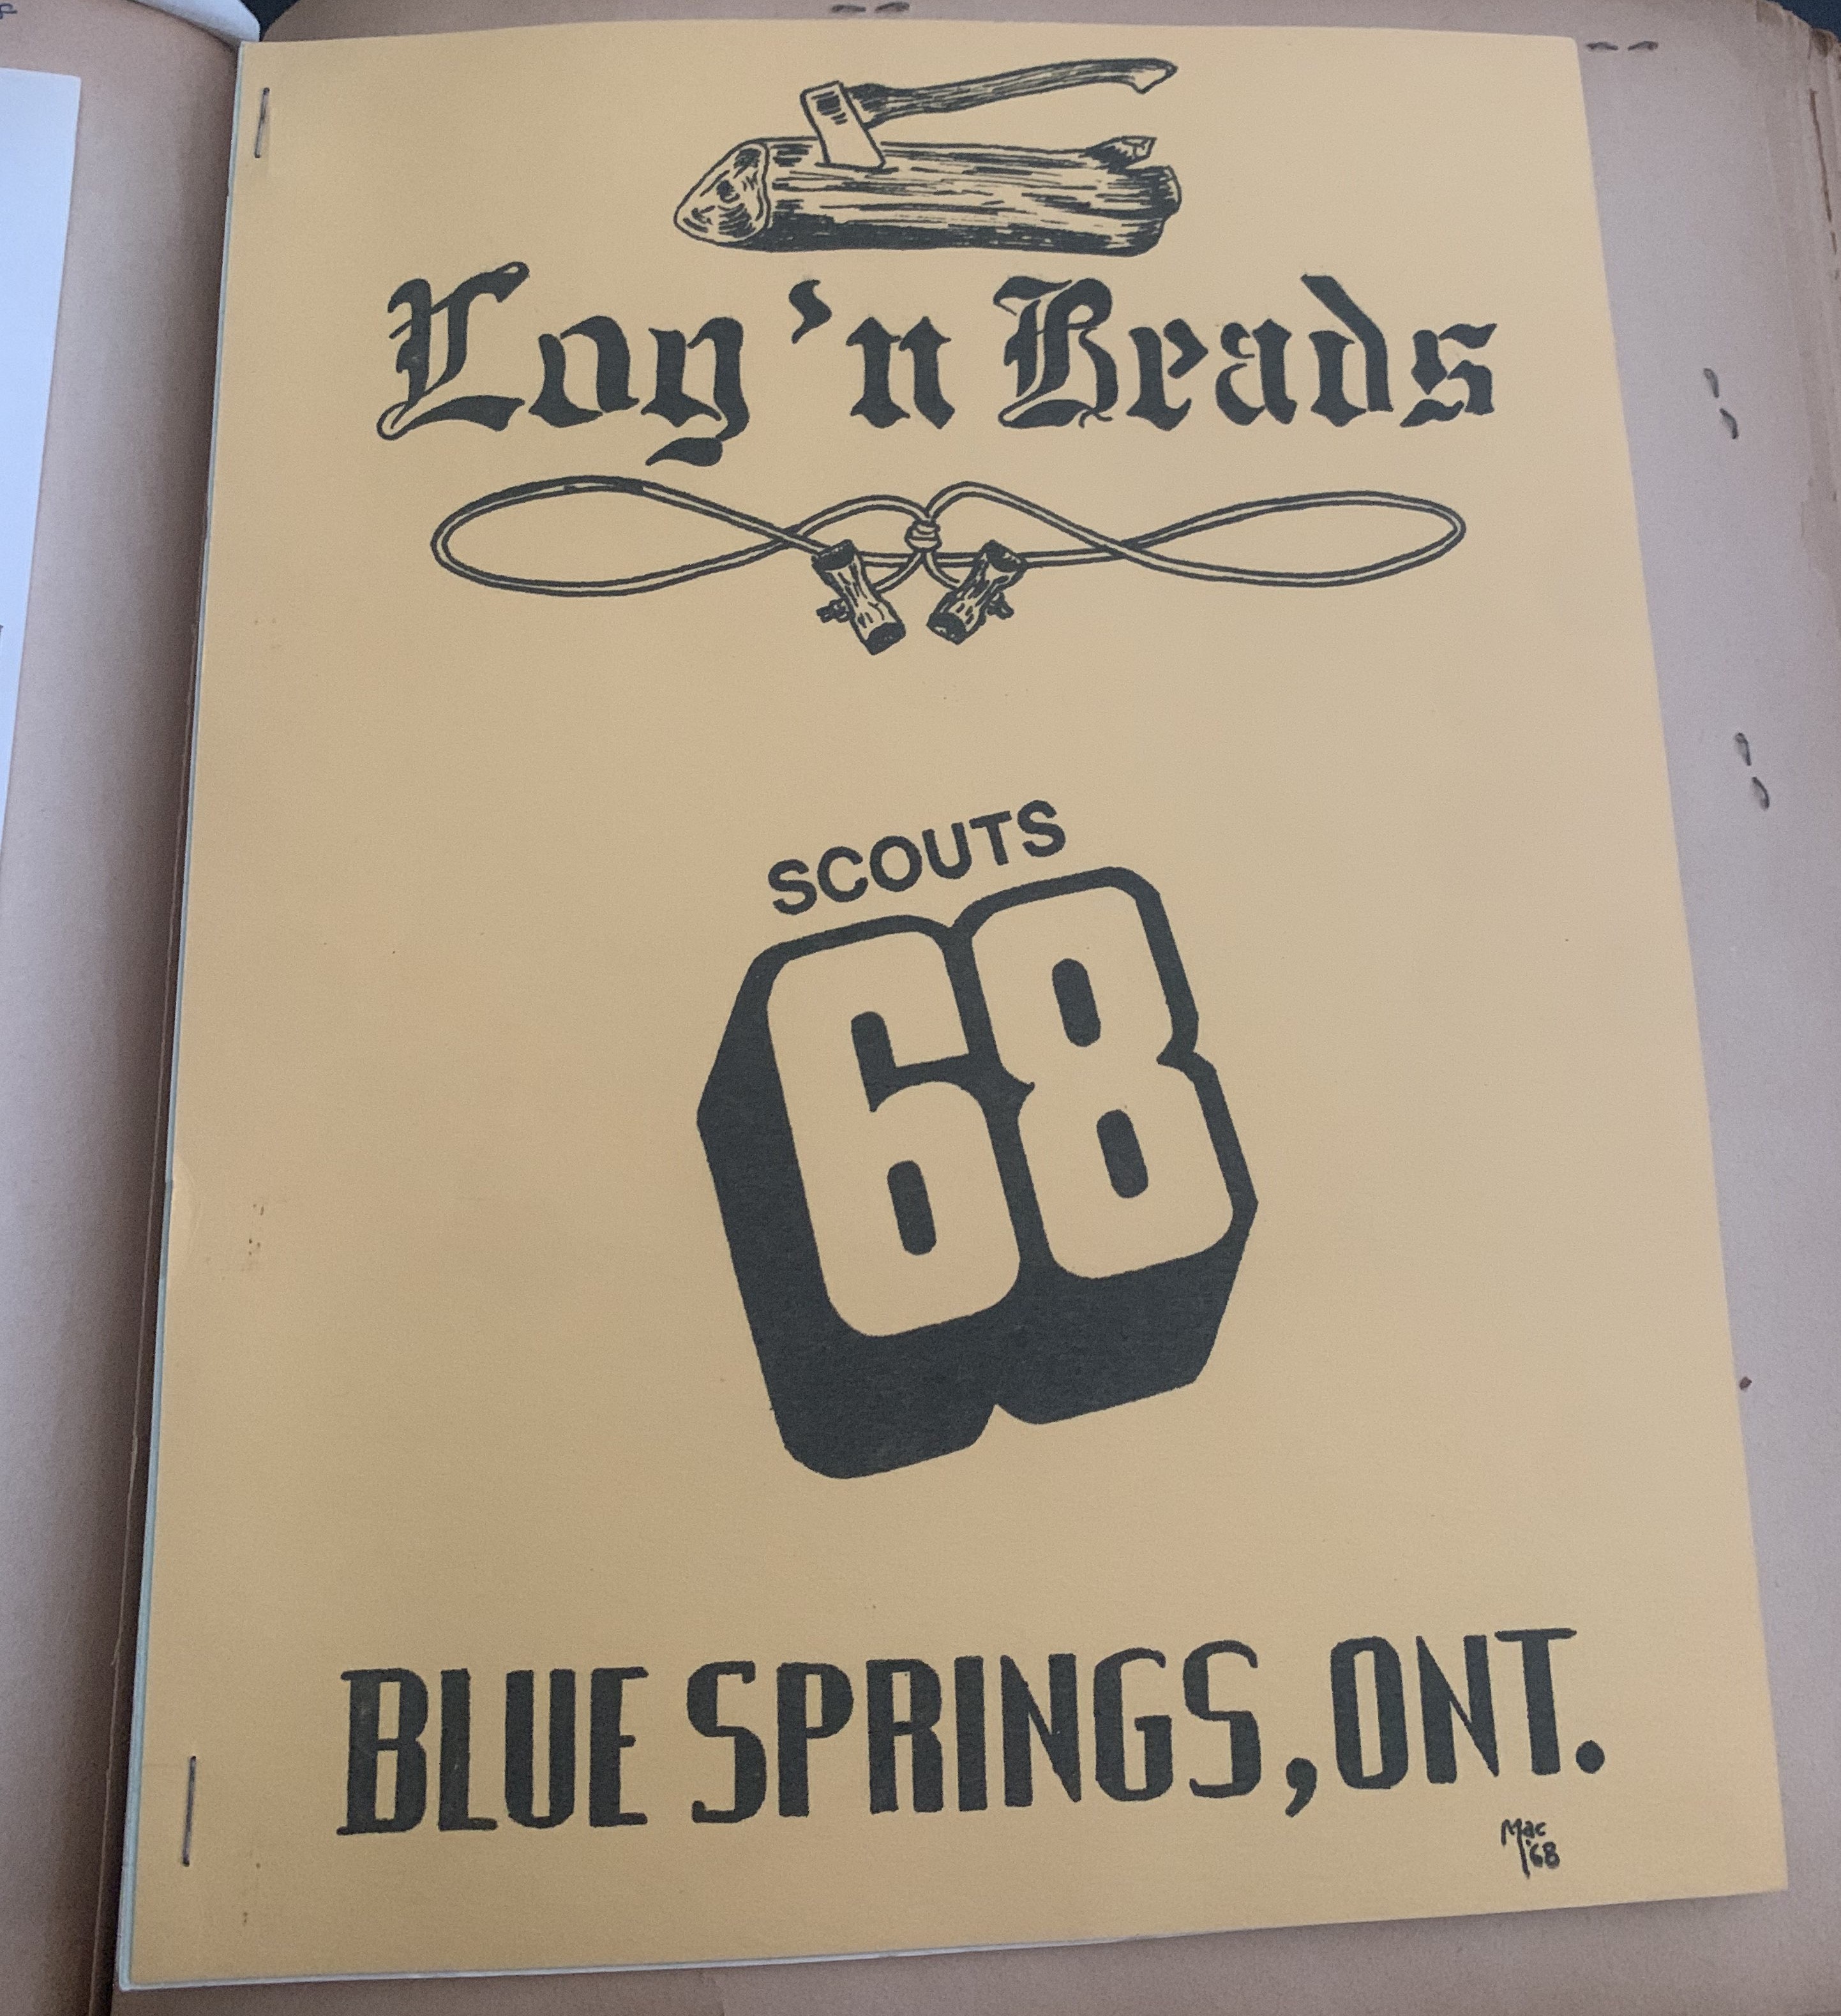 Log 'n Beads
SCOUTS
68
BLUE SPRINGS, ONT.
Mac
'68